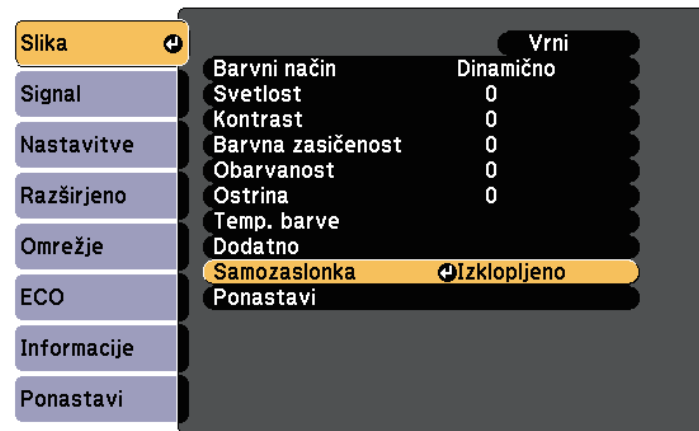 Slika
Signal
Nastavitve
Razširjeno
Omrežje
ECO
Informacije
Ponastavi
Vrni
Barvni način Dinamično
Svetlost 0
Kontrast 0
Barvna zasičenost 0
Obarvanost 0
Ostrina 0
Temp. barve
Dodatno
Samozaslonka Izklopljeno
Ponastavi